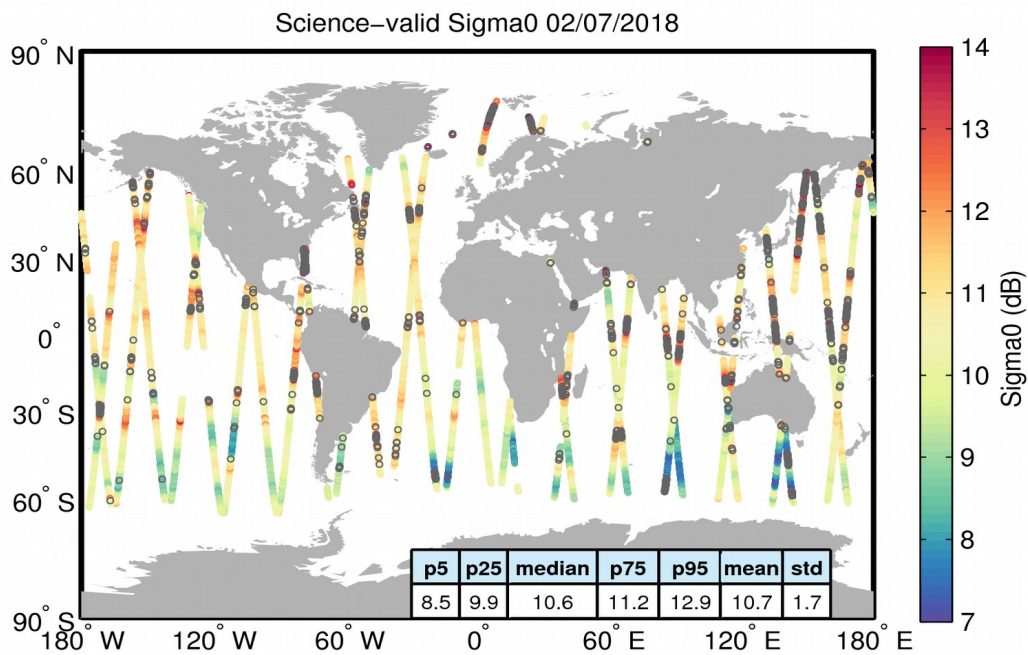 Science–valid Sigma0 02/07/2018
90° N
60° N
30° N
0°
30° S
60° S
90° S
180° W
120° W
60° W
0°
60° E
120° E
180° E
14
13
12
11
10
9
8
7
Sigma0 (dB)
p5 p25 median p75 p95 mean std
8.5 9.9 10.6 11.2 12.9 10.7 1.7